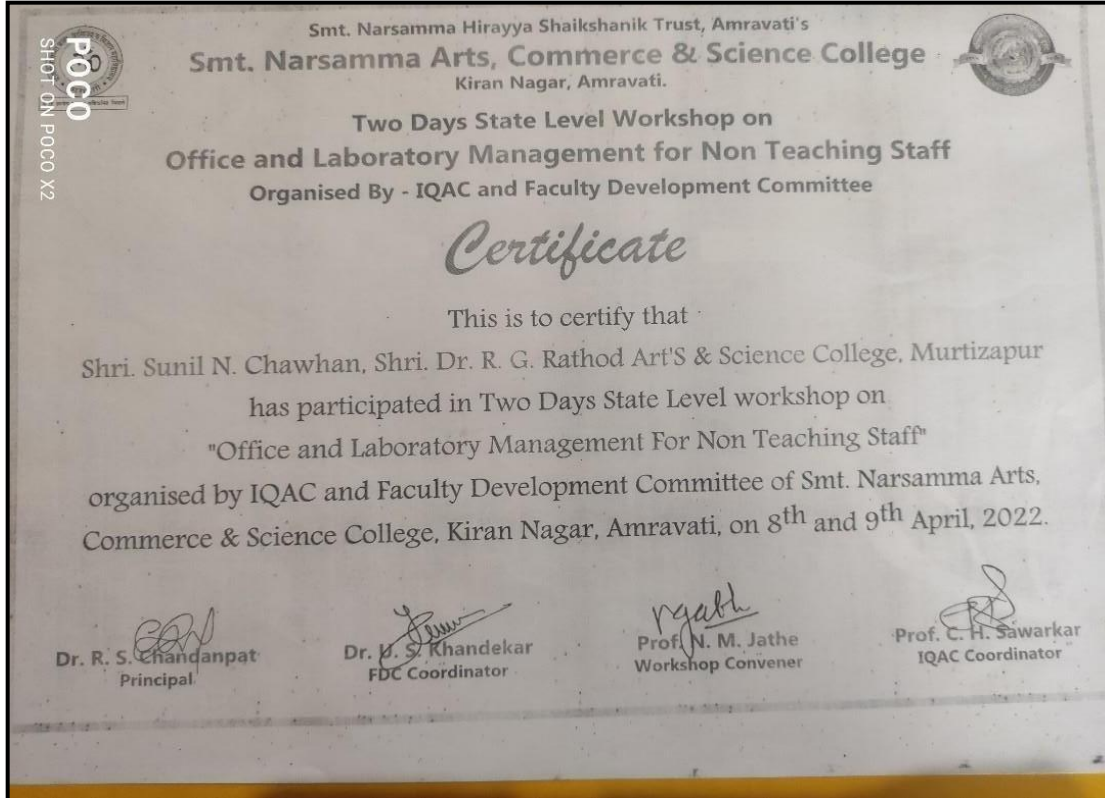 Smt. Narsamma Hirayya Shaikshanik Trust, Amravati's
Smt. Narsamma Arts, Commerce & Science College
Kiran Nagar, Amravati.
Two Days State Level Workshop on
Office and Laboratory Management for Non Teaching Staff
Organised By - IQAC and Faculty Development Committee
Certificate
This is to certify that
Shri. Sunil N. Chawhan, Shri. Dr. R. G. Rathod Art'S & Science College, Murtizapur
has participated in Two Days State Level workshop on
"Office and Laboratory Management For Non Teaching Staff"
organised by IQAC and Faculty Development Committee of Smt. Narsamma Arts,
Commerce & Science College, Kiran Nagar, Amravati, on 8th and 9th April, 2022.
Dr. R. S. Chandanpat
Principal
Dr. U. S. Khandekar
FDC Coordinator
Prof. N. M. Jathe
Workshop Convener
Prof. C. H. Sawarkar
IQAC Coordinator
POCO
SHOT ON POCO X2